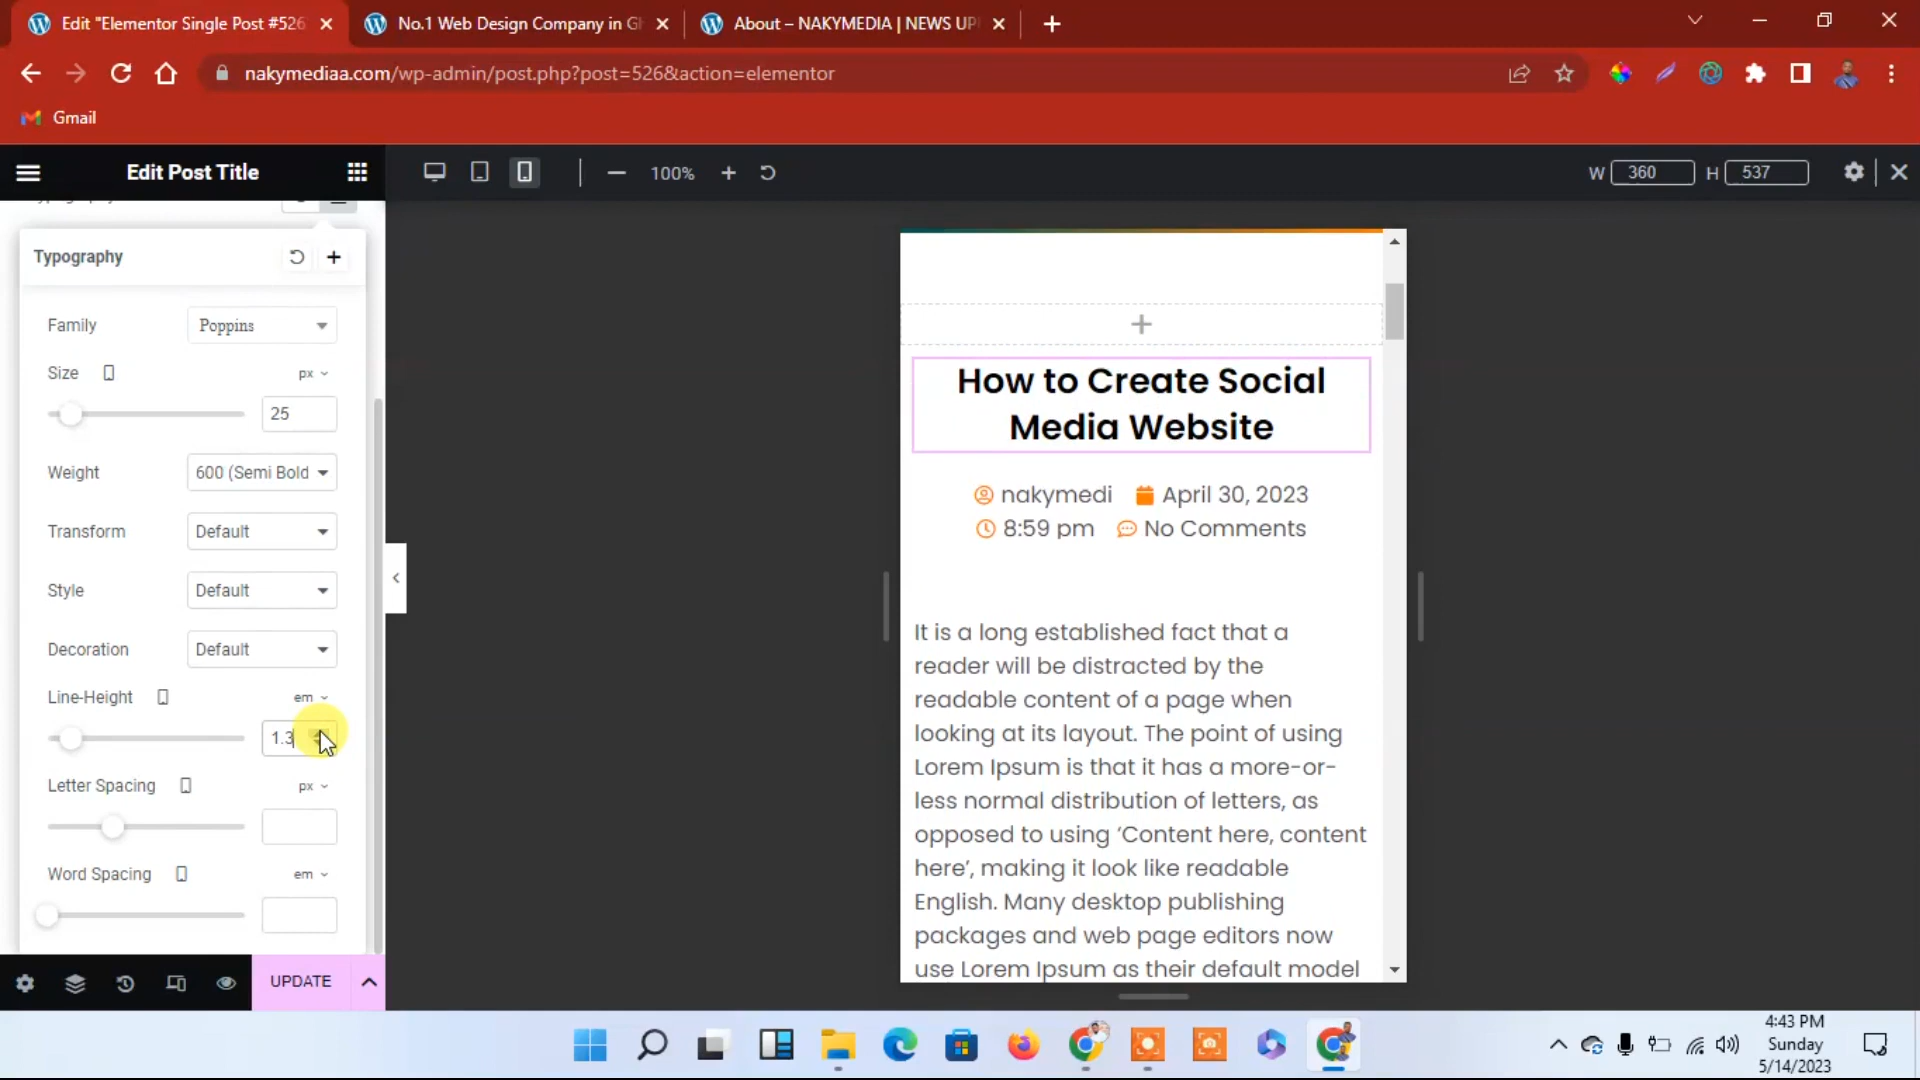 Edit "Elementor Single Post #526
No.1 Web Design Company in Gh
About – NAKYMEDIA | NEWS UP
nakymediaa.com/wp-admin/post.php?post=526&action=elementor
Gmail
Edit Post Title
100%
W 360 H 537
Typography
Family Poppins
Size px
25
Weight 600 (Semi Bold
Transform Default
Style Default
Decoration Default
Line-Height em
1.3
Letter Spacing px
Word Spacing em
UPDATE
How to Create Social
Media Website
nakymedi April 30, 2023
8:59 pm No Comments
It is a long established fact that a
reader will be distracted by the
readable content of a page when
looking at its layout. The point of using
Lorem Ipsum is that it has a more-or-
less normal distribution of letters, as
opposed to using ‘Content here, content
here’, making it look like readable
English. Many desktop publishing
packages and web page editors now
use Lorem Ipsum as their default model
4:43 PM
Sunday
5/14/2023